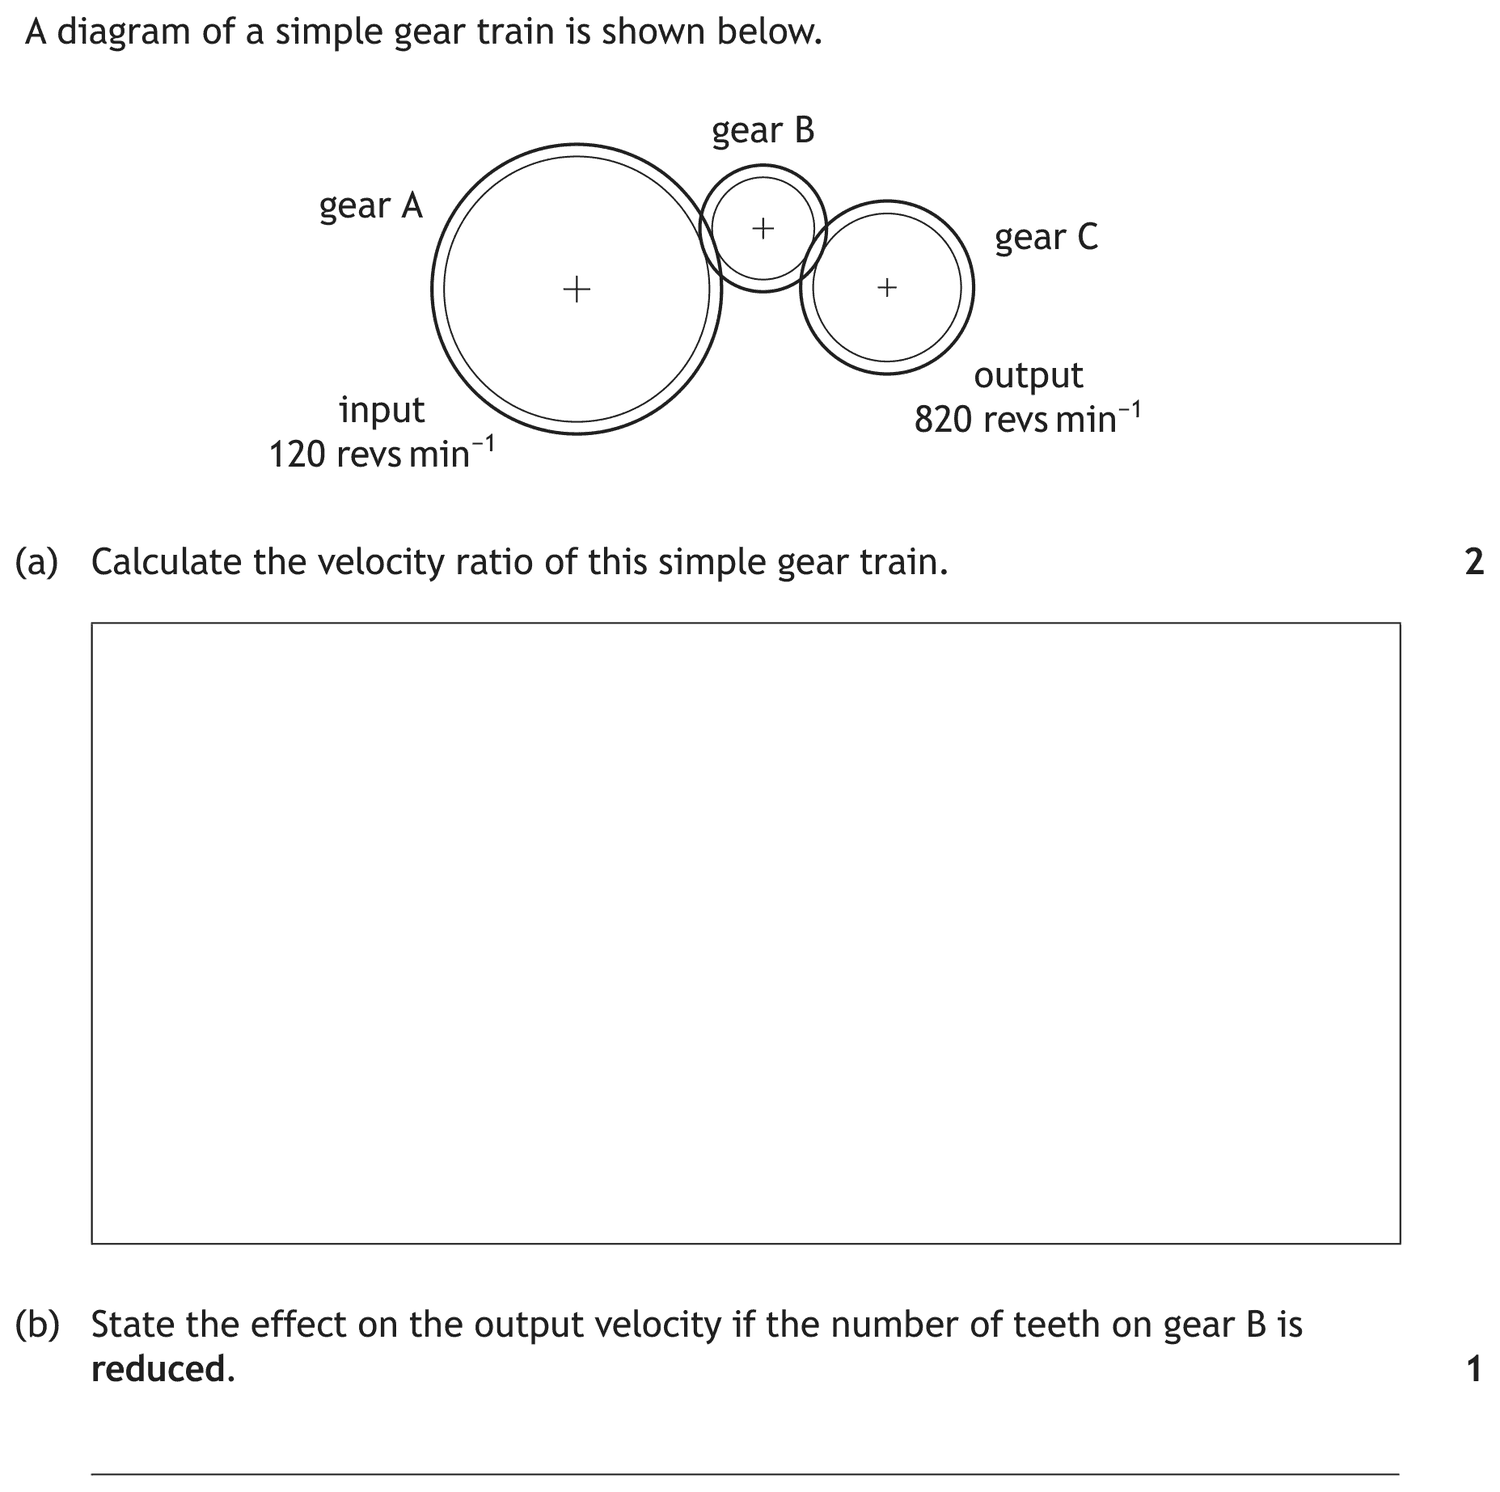 A diagram of a simple gear train is shown below.
gear B
gear A
gear C
output
820 revs min⁻¹
input
120 revs min⁻¹
(a) Calculate the velocity ratio of this simple gear train. 2
(b) State the effect on the output velocity if the number of teeth on gear B is
reduced. 1